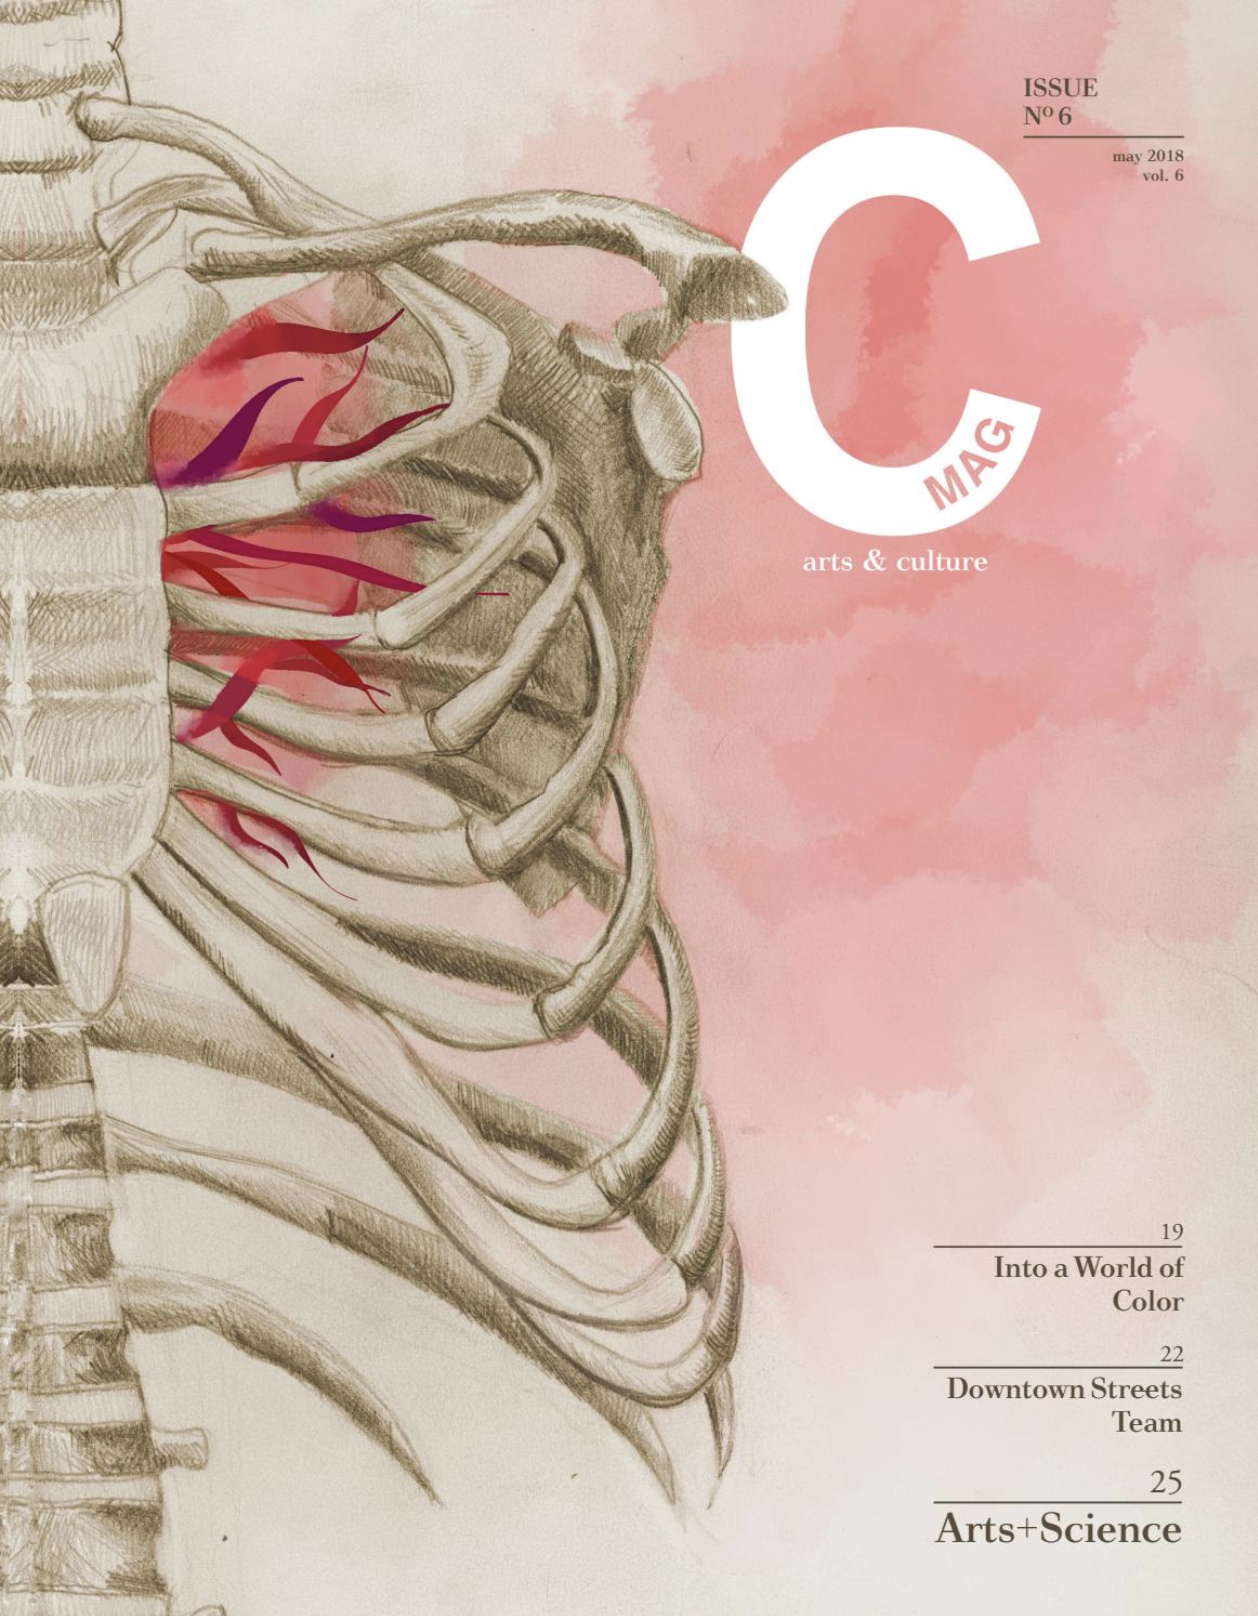 ISSUE
Nº 6
may 2018
vol. 6
C
MAG
arts & culture
19
Into a World of
Color
22
Downtown Streets
Team
25
Arts+Science